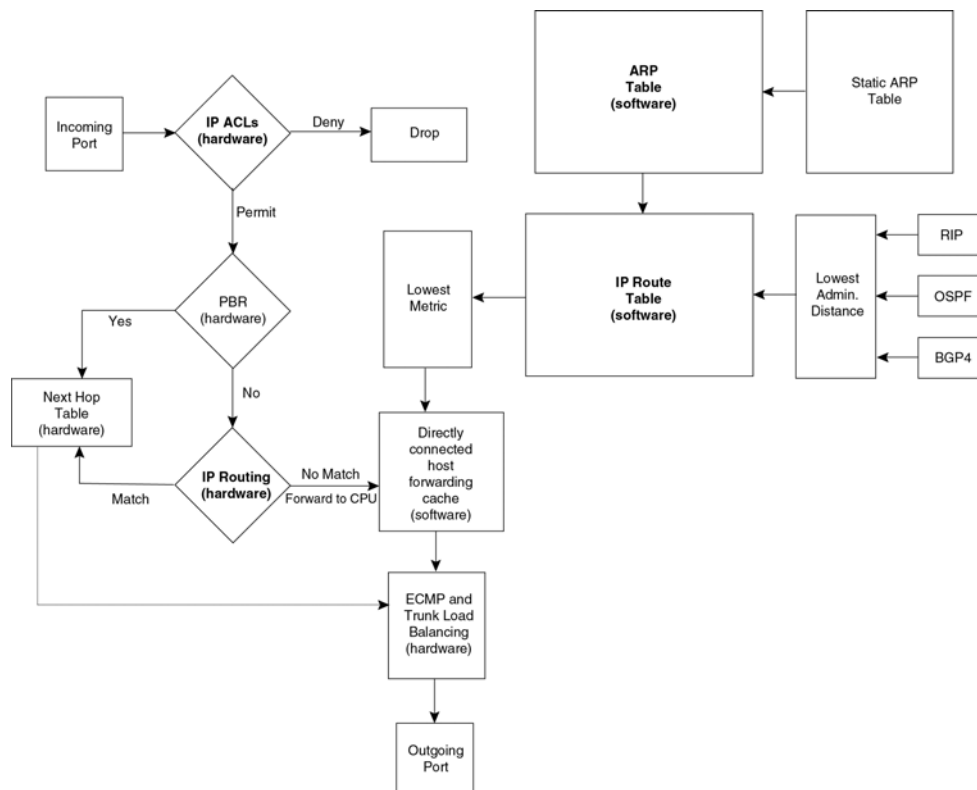 ARP
Table
(software)
Static ARP
Table
Incoming
Port
IP ACLs
(hardware)
Deny
Drop
Permit
PBR
(hardware)
Yes
No
Lowest
Metric
IP Route
Table
(software)
Lowest
Admin.
Distance
RIP
OSPF
BGP4
Next Hop
Table
(hardware)
IP Routing
(hardware)
Match
No Match
Forward to CPU
Directly
connected
host
forwarding
cache
(software)
ECMP and
Trunk Load
Balancing
(hardware)
Outgoing
Port